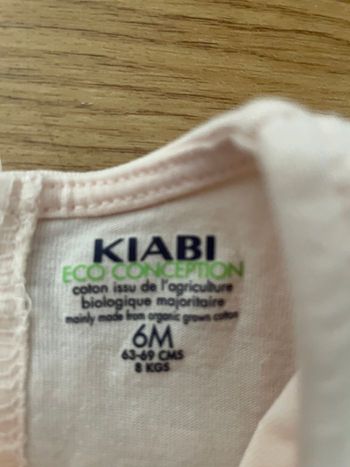 KIABI
ECO CONCEPTION
coton issu de l'agriculture
biologique majoritaire
mainly made from organic grown coton
6M
63-69 CMS
8 KGS